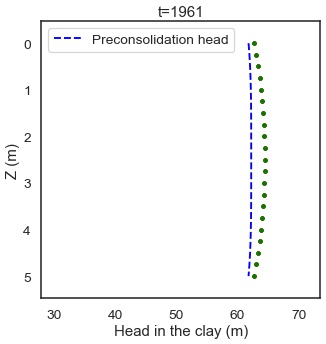 t=1961
Preconsolidation head
0
1
2
3
4
5
Z (m)
30 40 50 60 70
Head in the clay (m)